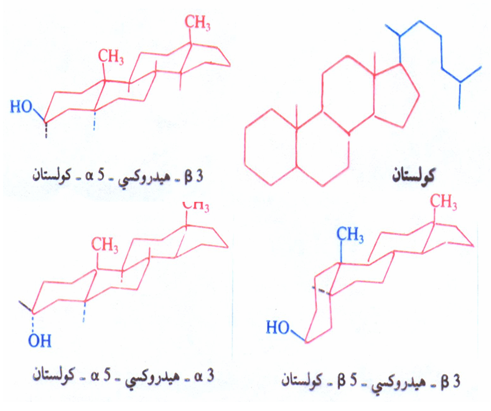 CH₃
CH₃
HO
β 3 ـ هيدروكسي ـ α 5 ـ كولستان
كولستان
CH₃
CH₃
OH
α 3 ـ هيدروكسي ـ α 5 ـ كولستان
CH₃
CH₃
HO
β 3 ـ هيدروكسي ـ β 5 ـ كولستان